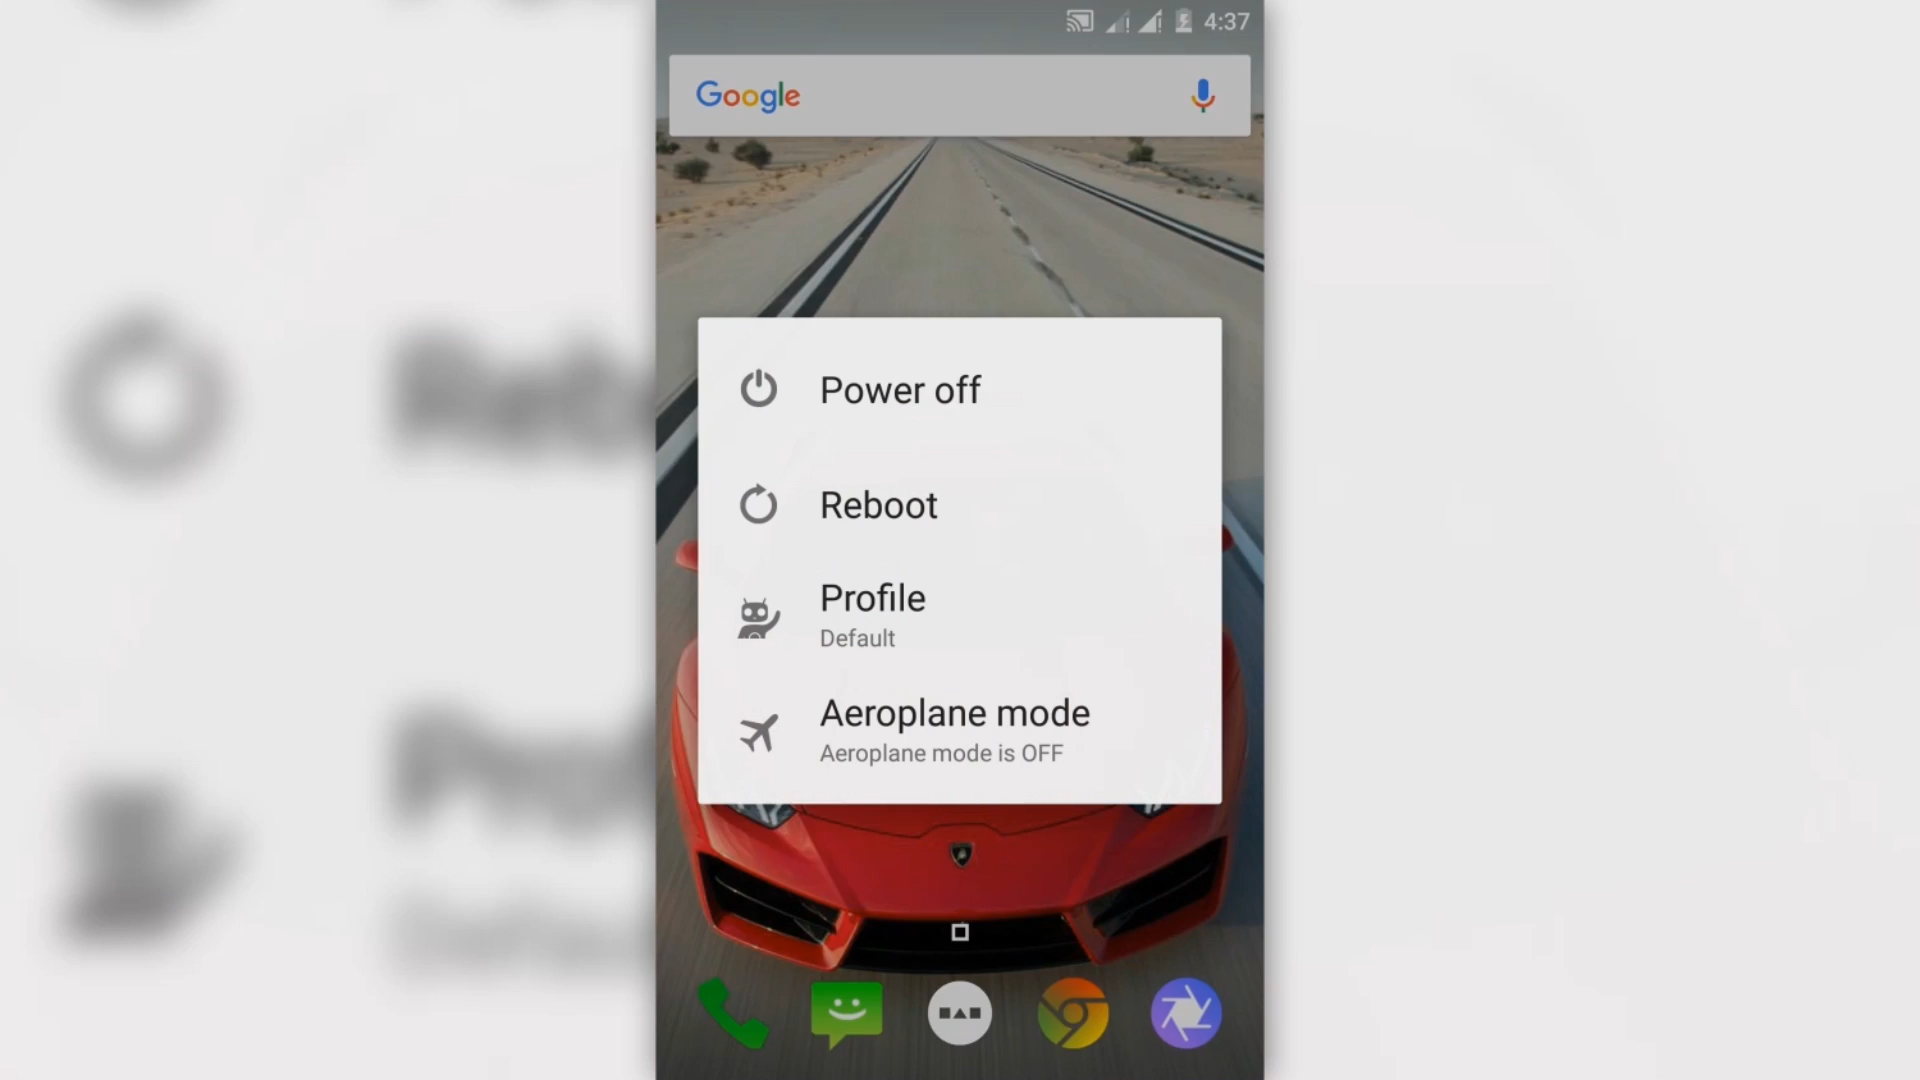 4:37
Google
Power off
Reboot
Profile
Default
Aeroplane mode
Aeroplane mode is OFF